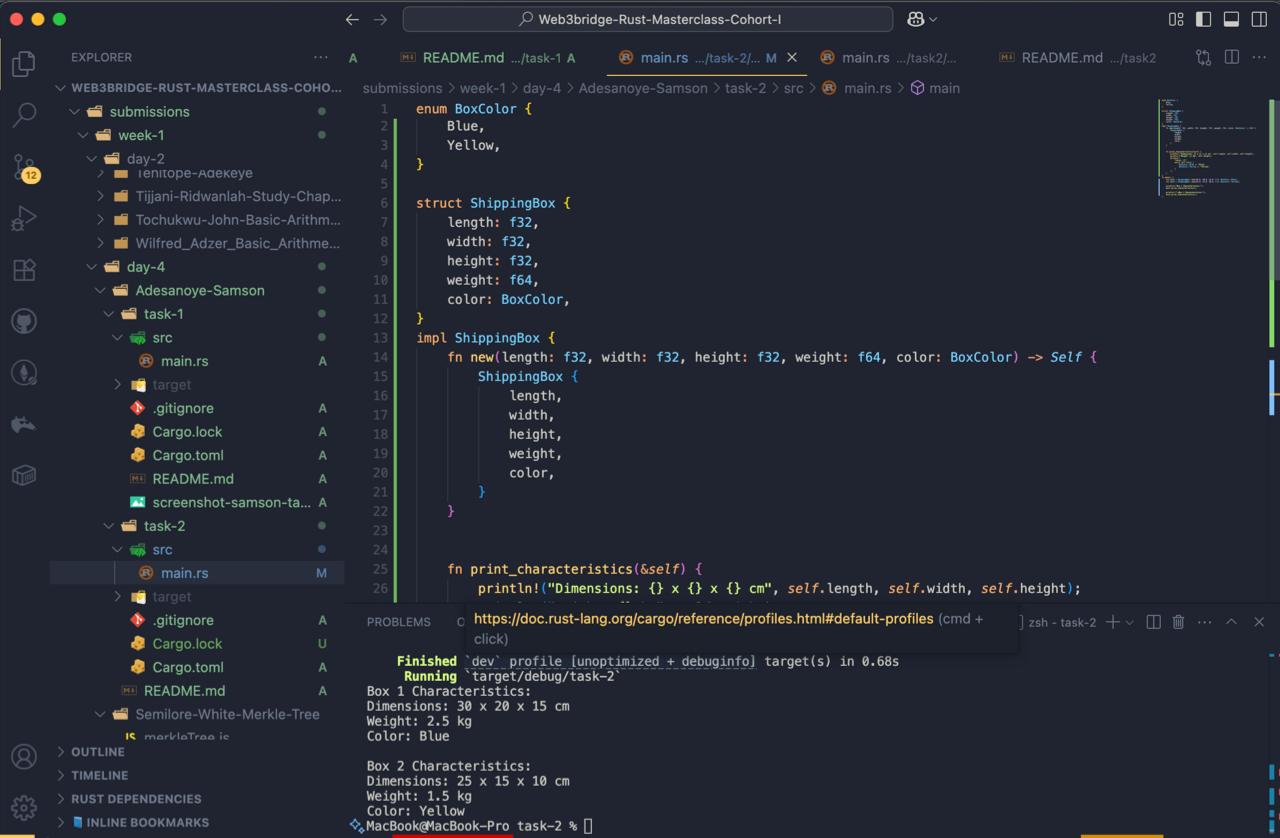 Web3bridge-Rust-Masterclass-Cohort-I
EXPLORER
WEB3BRIDGE-RUST-MASTERCLASS-COHO...
submissions
week-1
day-2
Temitope-Adekeye
Tijjani-Ridwanlah-Study-Chap...
Tochukwu-John-Basic-Arithm...
Wilfred_Adzer_Basic_Arithme...
day-4
Adesanoye-Samson
task-1
src
main.rs A
target
.gitignore A
Cargo.lock A
Cargo.toml A
README.md A
screenshot-samson-ta... A
task-2
src
main.rs M
target
.gitignore A
Cargo.lock U
Cargo.toml A
README.md A
Semilore-White-Merkle-Tree
merkleTree.js
OUTLINE
TIMELINE
RUST DEPENDENCIES
INLINE BOOKMARKS
12
A README.md .../task-1 A main.rs .../task-2/... M main.rs .../task2/... README.md .../task2
submissions > week-1 > day-4 > Adesanoye-Samson > task-2 > src > main.rs > main
1 enum BoxColor {
2 Blue,
3 Yellow,
4 }
5
6 struct ShippingBox {
7 length: f32,
8 width: f32,
9 height: f32,
10 weight: f64,
11 color: BoxColor,
12 }
13 impl ShippingBox {
14 fn new(length: f32, width: f32, height: f32, weight: f64, color: BoxColor) -> Self {
15 ShippingBox {
16 length,
17 width,
18 height,
19 weight,
20 color,
21 }
22 }
23
24
25 fn print_characteristics(&self) {
26 println!("Dimensions: {} x {} x {} cm", self.length, self.width, self.height);
PROBLEMS O
https://doc.rust-lang.org/cargo/reference/profiles.html#default-profiles (cmd +
click)
zsh - task-2
Finished `dev` profile [unoptimized + debuginfo] target(s) in 0.68s
Running `target/debug/task-2`
Box 1 Characteristics:
Dimensions: 30 x 20 x 15 cm
Weight: 2.5 kg
Color: Blue
Box 2 Characteristics:
Dimensions: 25 x 15 x 10 cm
Weight: 1.5 kg
Color: Yellow
MacBook@MacBook-Pro task-2 %